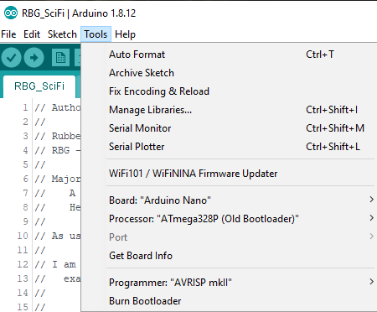 RBG_SciFi | Arduino 1.8.12
File Edit Sketch Tools Help
RBG_SciFi
Auto Format Ctrl+T
Archive Sketch
Fix Encoding & Reload
Manage Libraries... Ctrl+Shift+I
Serial Monitor Ctrl+Shift+M
Serial Plotter Ctrl+Shift+L
WiFi101 / WiFiNINA Firmware Updater
Board: "Arduino Nano"
Processor: "ATmega328P (Old Bootloader)"
Port
Get Board Info
Programmer: "AVRISP mkII"
Burn Bootloader
1 // Autho
2 //
3 // Rubbe
4 // RBG -
5 //
6 // Major
7 // A
8 // He
9 //
10 // As us
11 //
12 // I am
13 // exa
14 //
15 //